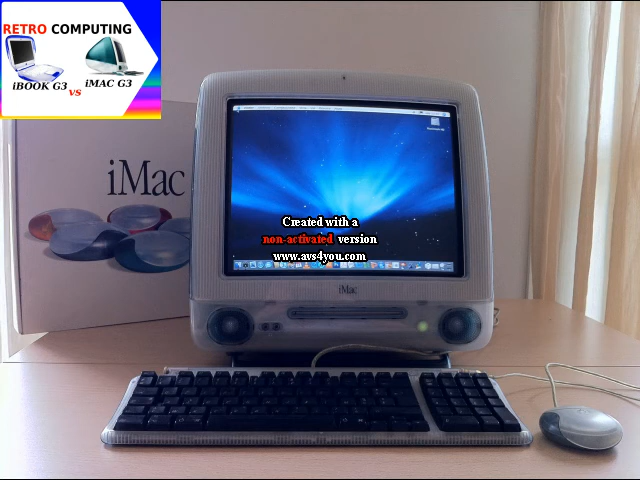 RETRO COMPUTING
iBOOK G3
vs
iMAC G3
iMac
Created with a
non-activated version
www.avs4you.com
iMac